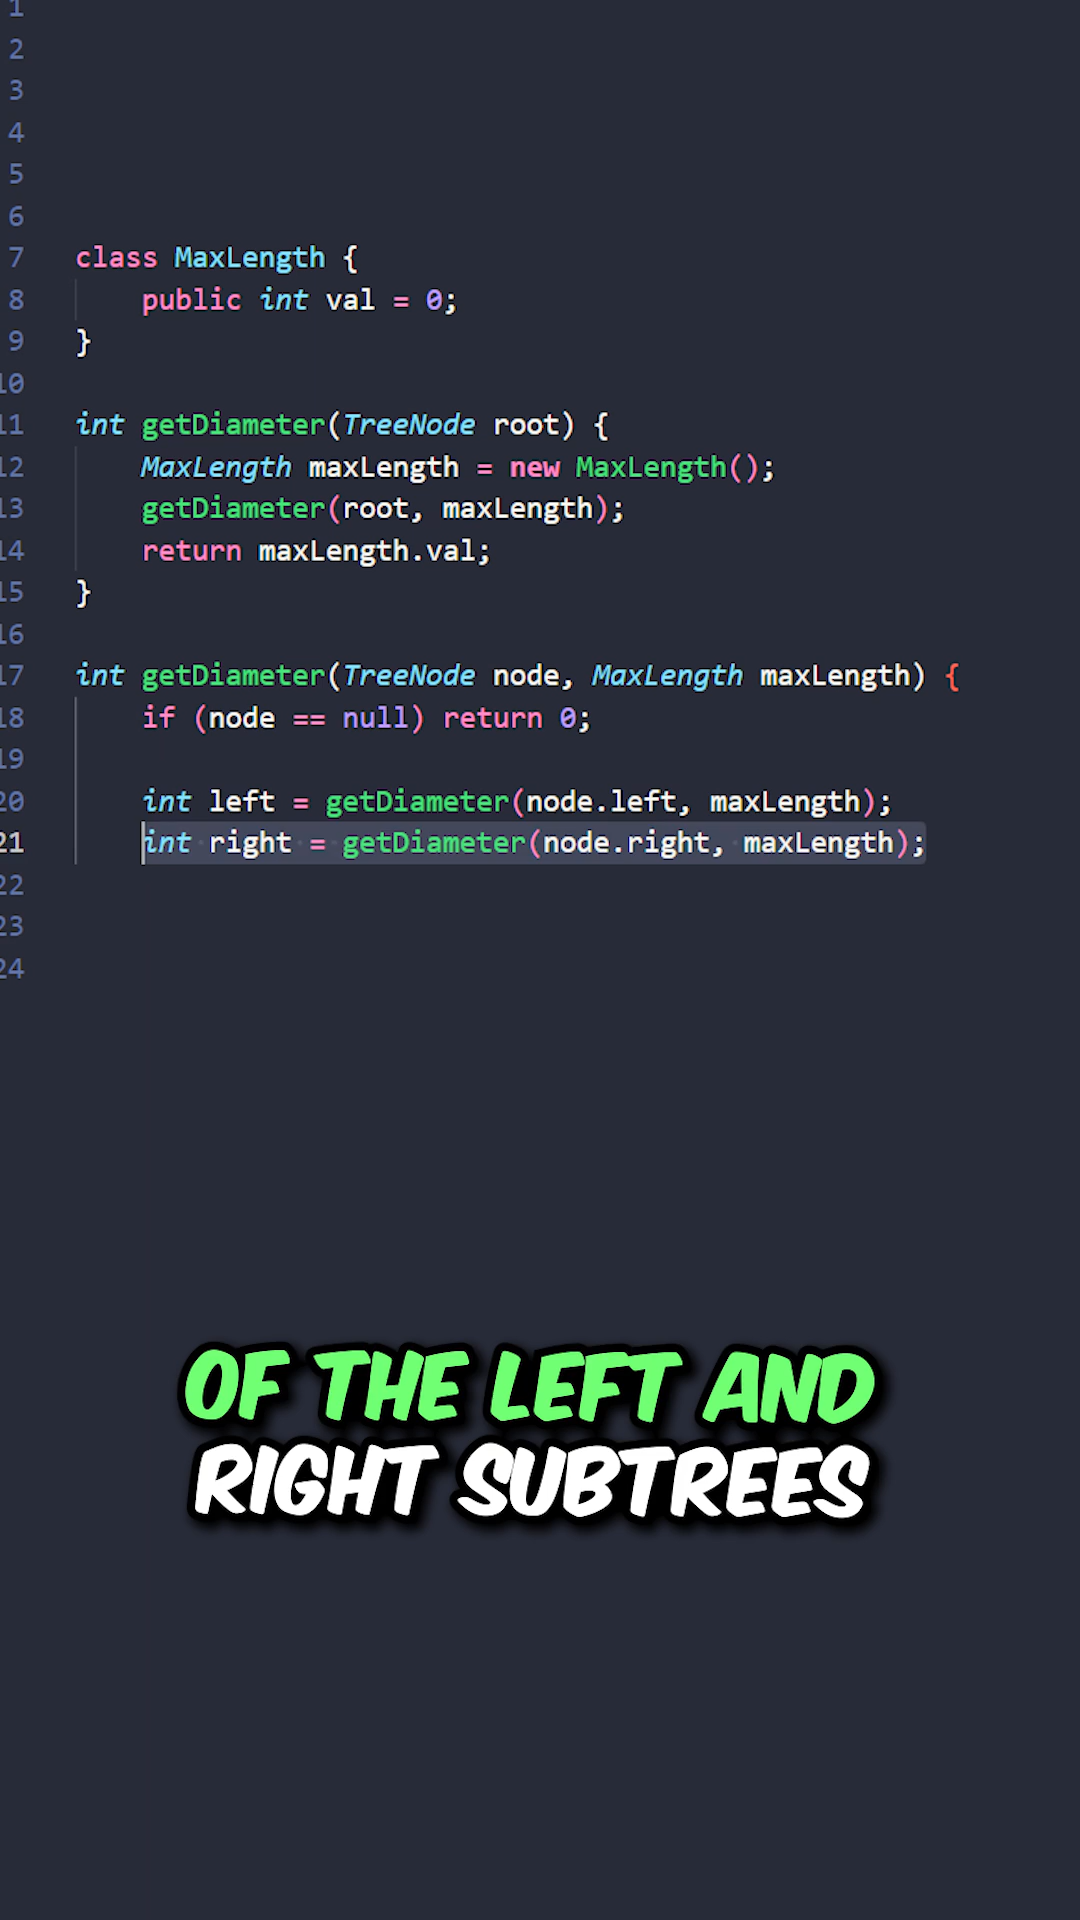 1
2
3
4
5
6
7 class MaxLength {
8 public int val = 0;
9 }
10
11 int getDiameter(TreeNode root) {
12 MaxLength maxLength = new MaxLength();
13 getDiameter(root, maxLength);
14 return maxLength.val;
15 }
16
17 int getDiameter(TreeNode node, MaxLength maxLength) {
18 if (node == null) return 0;
19
20 int left = getDiameter(node.left, maxLength);
21 int right = getDiameter(node.right, maxLength);
22
23
24
OF THE LEFT AND
RIGHT SUBTREES